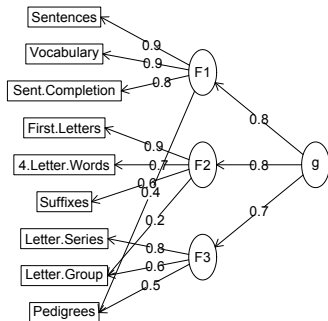 Sentences
0.9
Vocabulary
0.9
F1
Sent.Completion
0.8
0.8
First.Letters
0.9
4.Letter.Words
0.7
F2
0.8
g
0.6
0.4
Suffixes
0.2
0.7
Letter.Series
0.8
F3
Letter.Group
0.6
0.5
Pedigrees